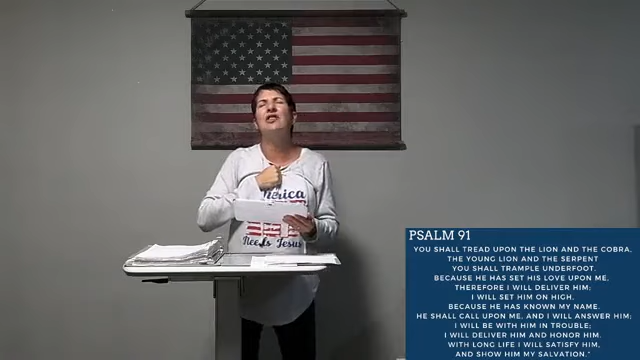 erica
Needs Jesus
PSALM 91
YOU SHALL TREAD UPON THE LION AND THE COBRA.
THE YOUNG LION AND THE SERPENT
YOU SHALL TRAMPLE UNDERFOOT.
BECAUSE HE HAS SET HIS LOVE UPON ME,
THEREFORE I WILL DELIVER HIM;
I WILL SET HIM ON HIGH,
BECAUSE HE HAS KNOWN MY NAME.
HE SHALL CALL UPON ME, AND I WILL ANSWER HIM;
I WILL BE WITH HIM IN TROUBLE;
I WILL DELIVER HIM AND HONOR HIM.
WITH LONG LIFE I WILL SATISFY HIM,
AND SHOW HIM MY SALVATION."